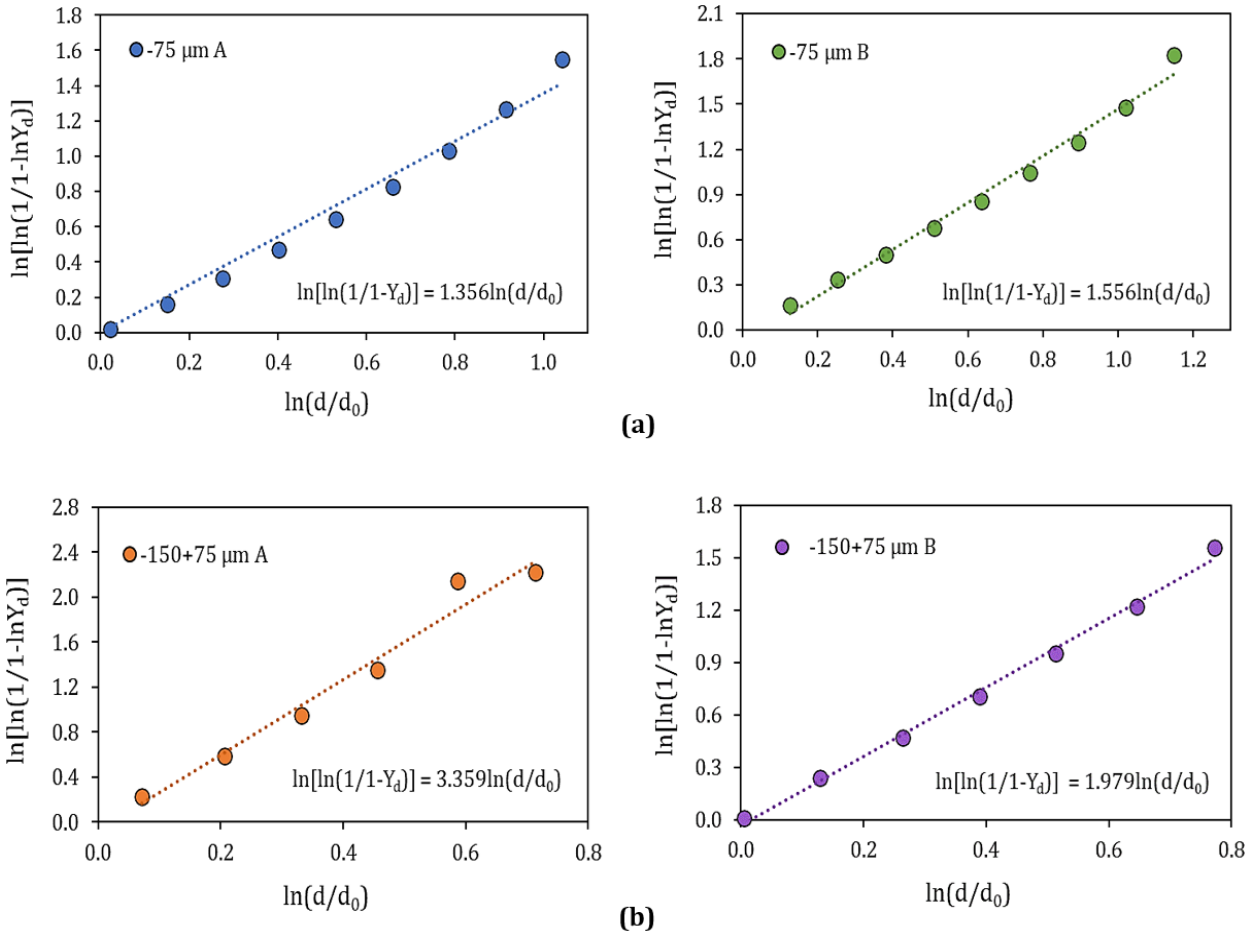 1.8
1.6
1.4
1.2
1.0
0.8
0.6
0.4
0.2
0.0
ln[ln(1/1-lnY_d)]
-75 μm A
ln[ln(1/1-Y_d)] = 1.356ln(d/d_0)
0.0 0.2 0.4 0.6 0.8 1.0
ln(d/d_0)
2.1
1.8
1.5
1.2
0.9
0.6
0.3
0.0
ln[ln(1/1-lnY_d)]
-75 μm B
ln[ln(1/1-Y_d)] = 1.556ln(d/d_0)
0.0 0.2 0.4 0.6 0.8 1.0 1.2
ln(d/d_0)
(a)
2.8
2.4
2.0
1.6
1.2
0.8
0.4
0.0
ln[ln(1/1-lnY_d)]
-150+75 μm A
ln[ln(1/1-Y_d)] = 3.359ln(d/d_0)
0.0 0.2 0.4 0.6 0.8
ln(d/d_0)
1.8
1.5
1.2
0.9
0.6
0.3
0.0
ln[ln(1/1-lnY_d)]
-150+75 μm B
ln[ln(1/1-Y_d)] = 1.979ln(d/d_0)
0.0 0.2 0.4 0.6 0.8
ln(d/d_0)
(b)